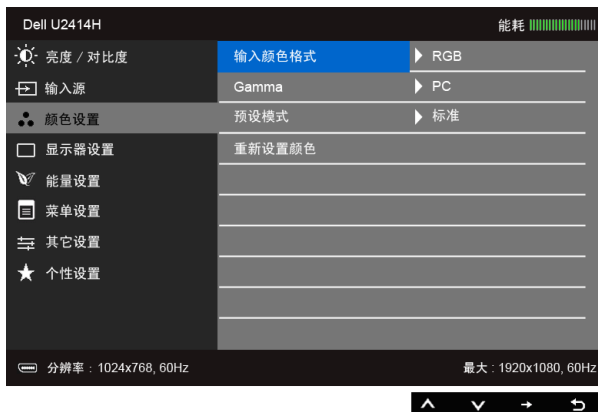 Dell U2414H 能耗
亮度 / 对比度 输入颜色格式 RGB
输入源 Gamma PC
颜色设置 预设模式 标准
显示器设置 重新设置颜色
能量设置
菜单设置
其它设置
个性设置
分辨率 : 1024x768, 60Hz 最大 : 1920x1080, 60Hz